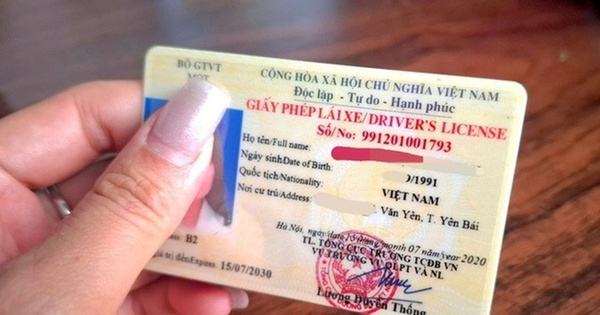 BỘ GTVT
MOT
CỘNG HÒA XÃ HỘI CHỦ NGHĨA VIỆT NAM
Độc lập - Tự do - Hạnh phúc
GIẤY PHÉP LÁI XE/DRIVER'S LICENSE
Số/No: 991201001793
Họ tên/Full name:
Ngày sinh/Date of Birth:
/1991
Quốc tịch/Nationality:
VIỆT NAM
Nơi cư trú/Address:
Văn Yên, T. Yên Bái
Hà Nội, ngày/date 15 tháng/month 07 năm/year 2020
TL. TỔNG CỤC TRƯỞNG TCĐB VN
VỤ TRƯỞNG VỤ QLPT VÀ NL
B2
giá trị đến/Expires: 15/07/2030
Lương Duyên Thống